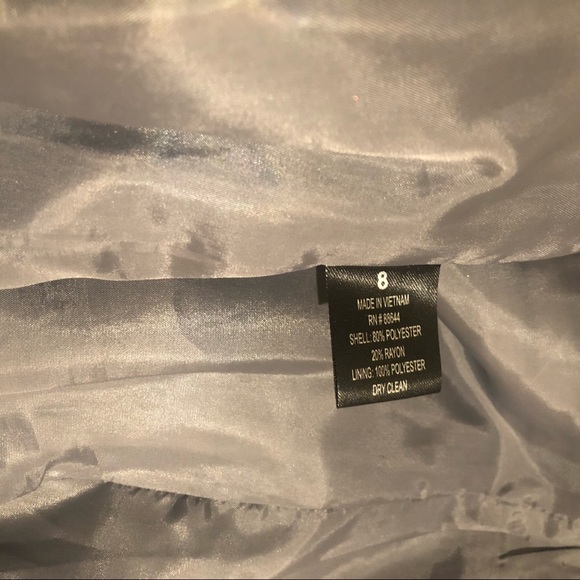 8
MADE IN VIETNAM
RN # 88644
SHELL: 80% POLYESTER
20% RAYON
LINING: 100% POLYESTER
DRY CLEAN